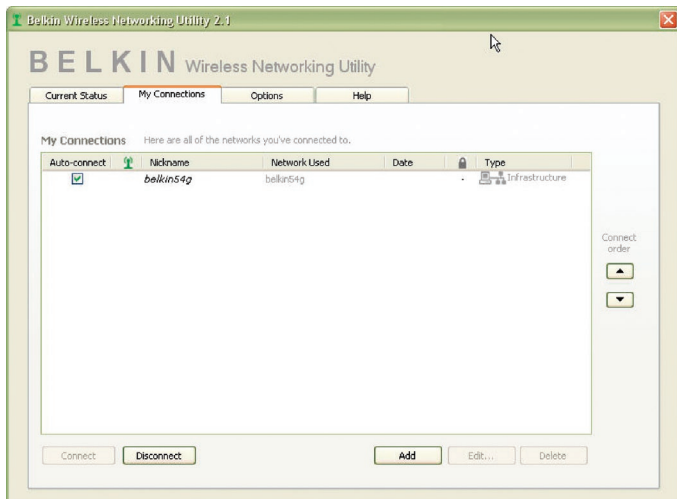 Belkin Wireless Networking Utility 2.1
BELKIN Wireless Networking Utility
Current Status My Connections Options Help
My Connections Here are all of the networks you've connected to.
Auto-connect Nickname Network Used Date Type
belkin54g belkin54g - Infrastructure
Connect order
Connect Disconnect Add Edit... Delete